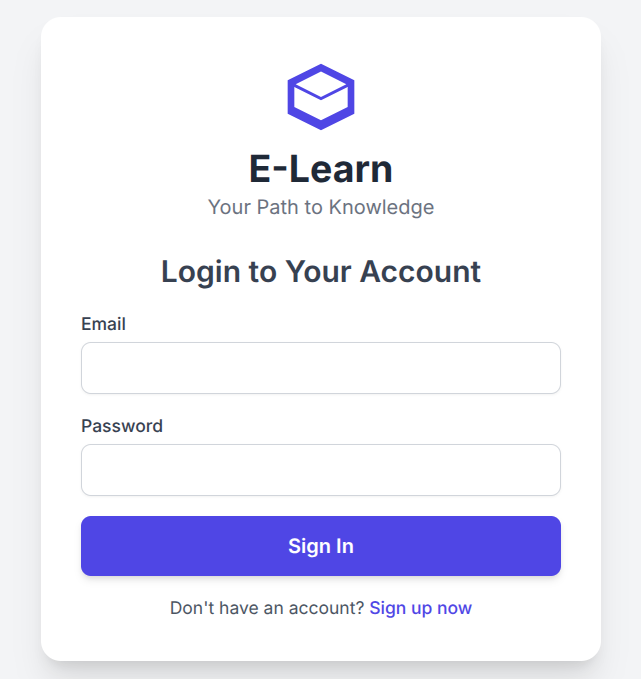 E-Learn
Your Path to Knowledge
Login to Your Account
Email
Password
Sign In
Don't have an account? Sign up now